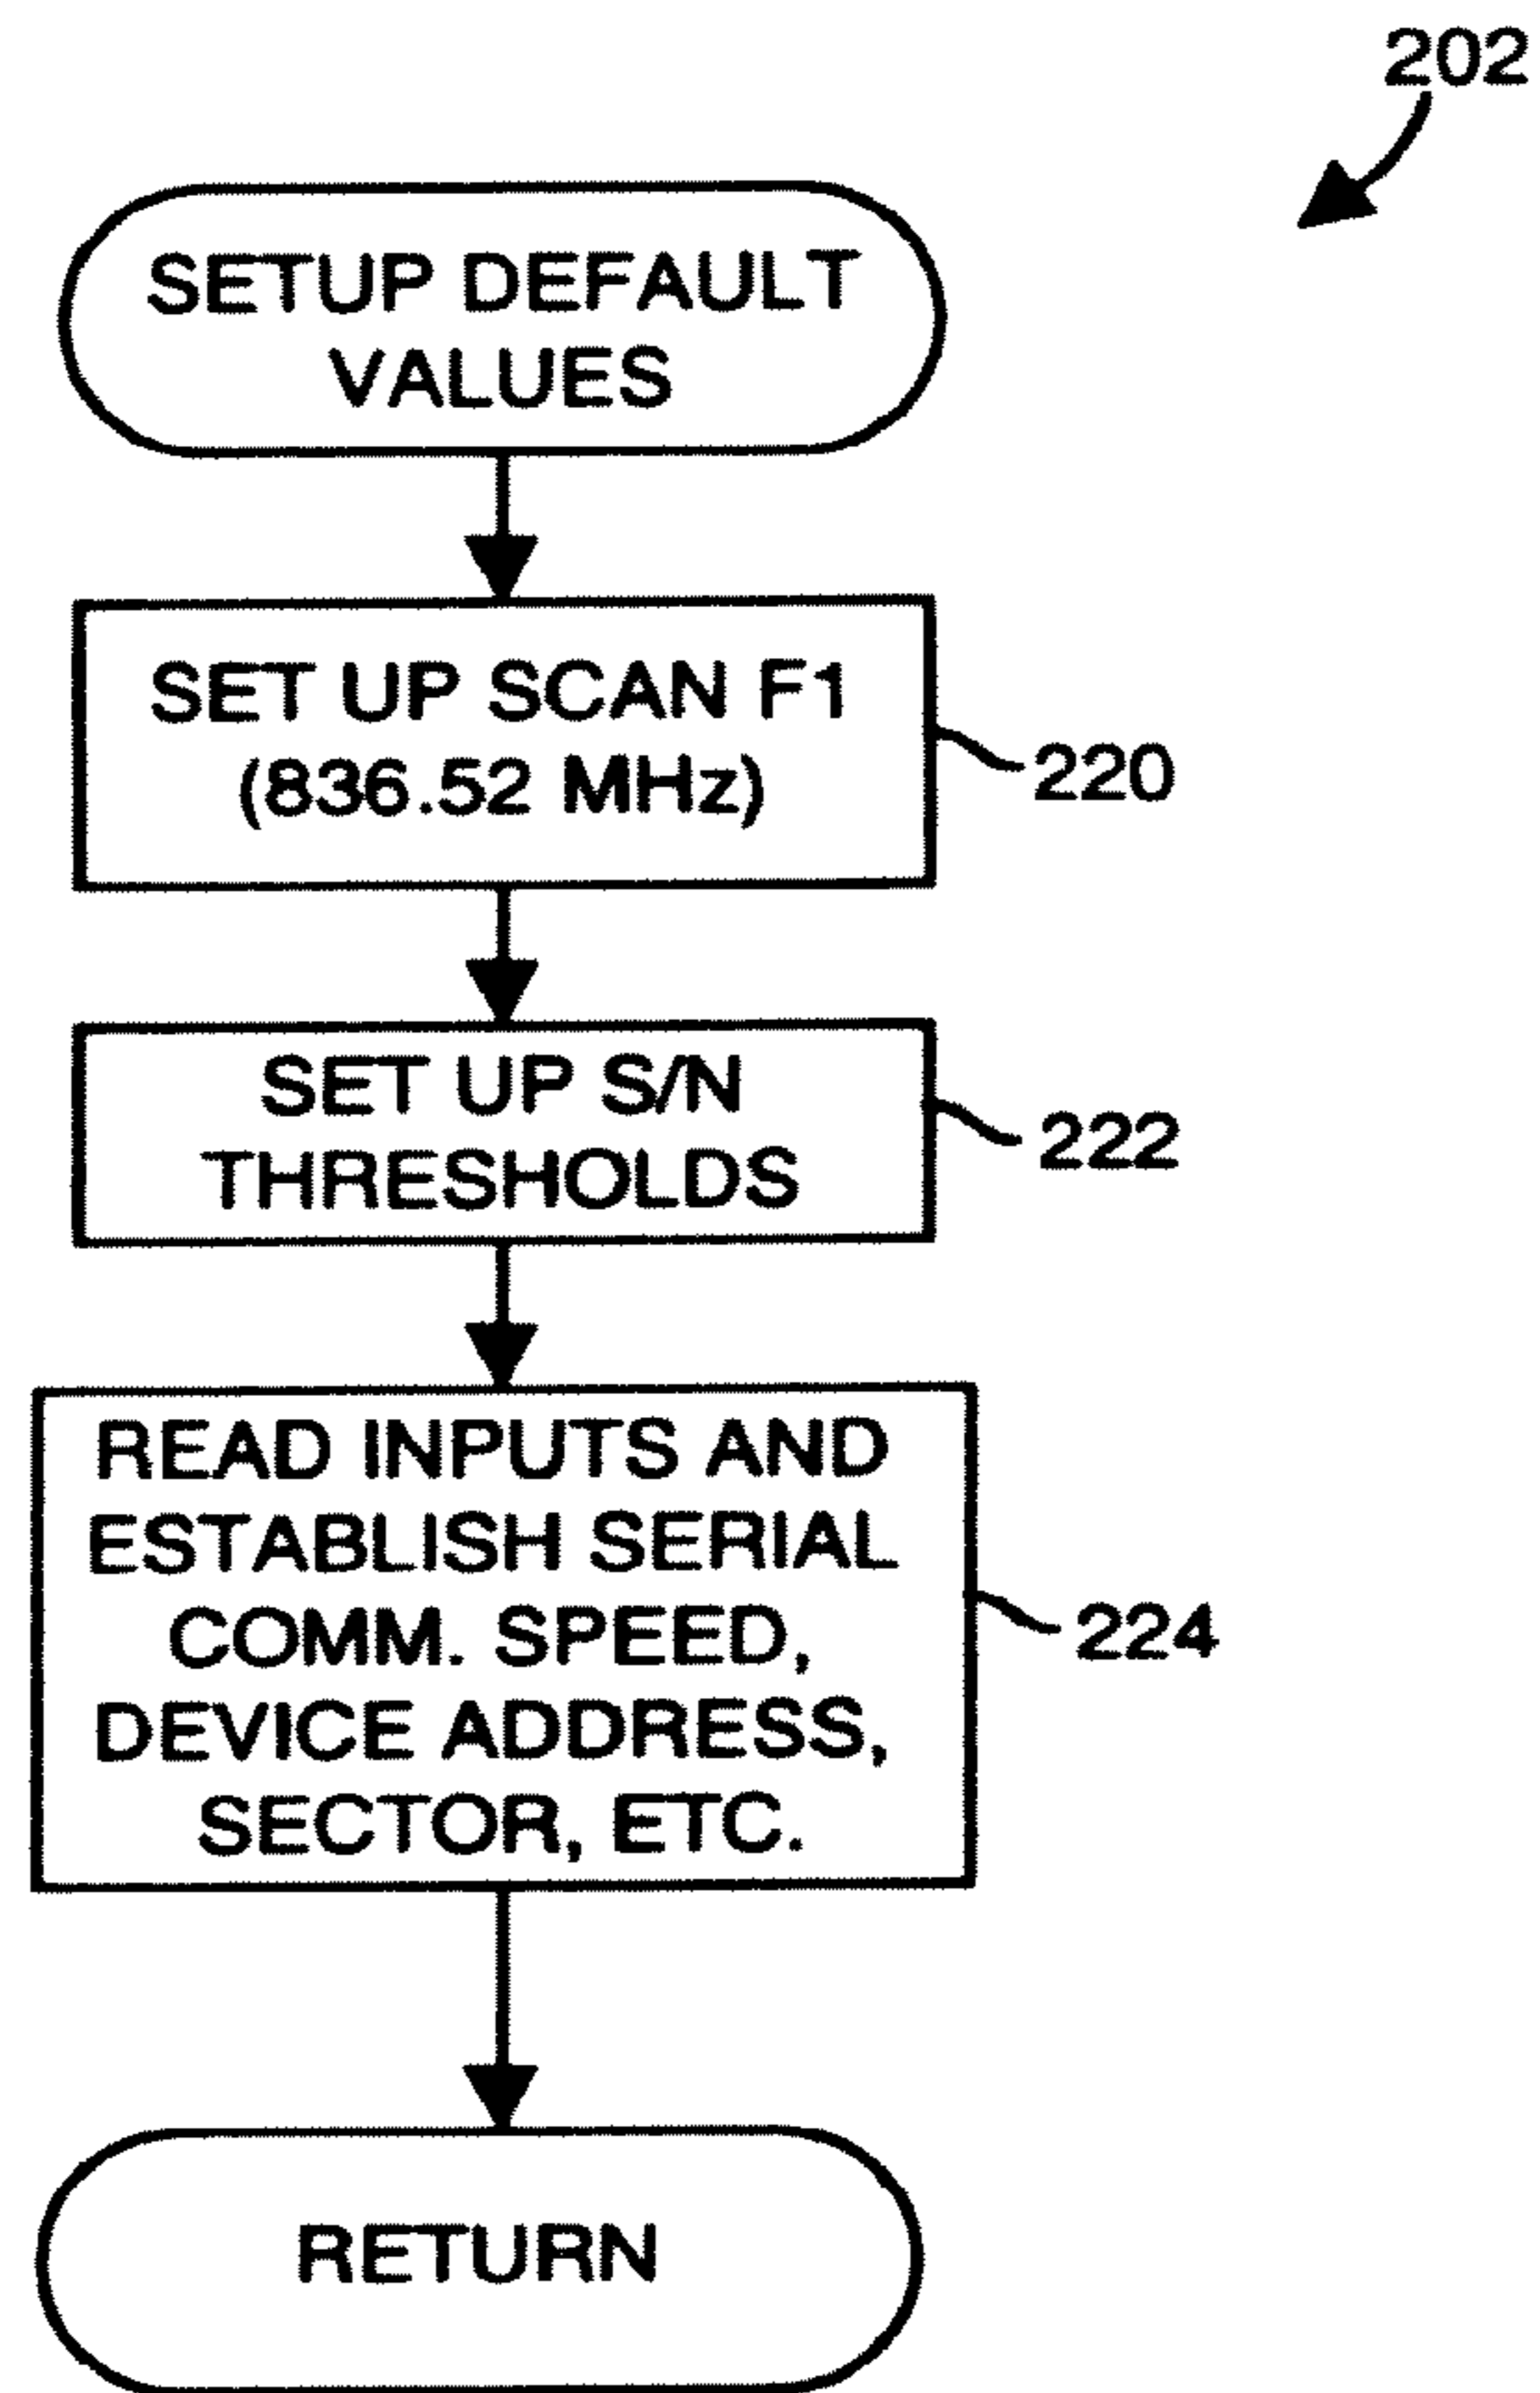 202
SETUP DEFAULT
VALUES
SET UP SCAN F1
(836.52 MHz)
220
SET UP S/N
THRESHOLDS
222
READ INPUTS AND
ESTABLISH SERIAL
COMM. SPEED,
DEVICE ADDRESS,
SECTOR, ETC.
224
RETURN